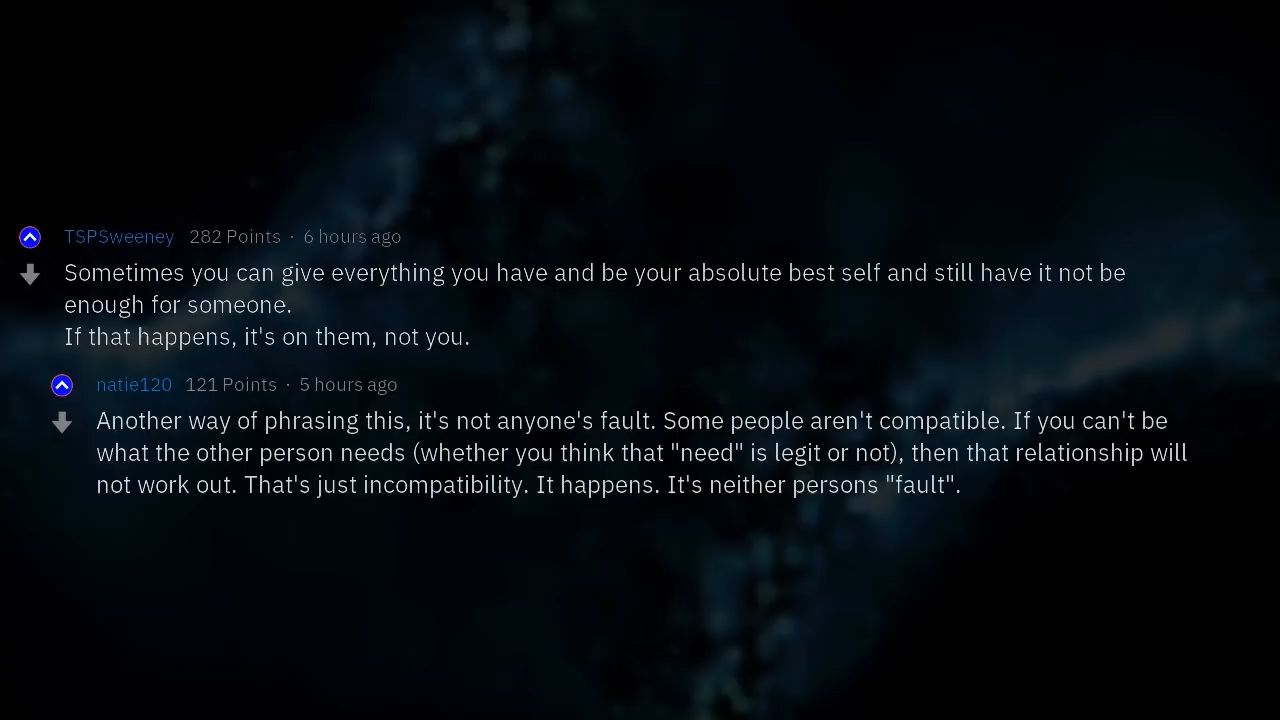 TSPSweeney 282 Points · 6 hours ago
Sometimes you can give everything you have and be your absolute best self and still have it not be
enough for someone.
If that happens, it's on them, not you.
natie120 121 Points · 5 hours ago
Another way of phrasing this, it's not anyone's fault. Some people aren't compatible. If you can't be
what the other person needs (whether you think that "need" is legit or not), then that relationship will
not work out. That's just incompatibility. It happens. It's neither persons "fault".